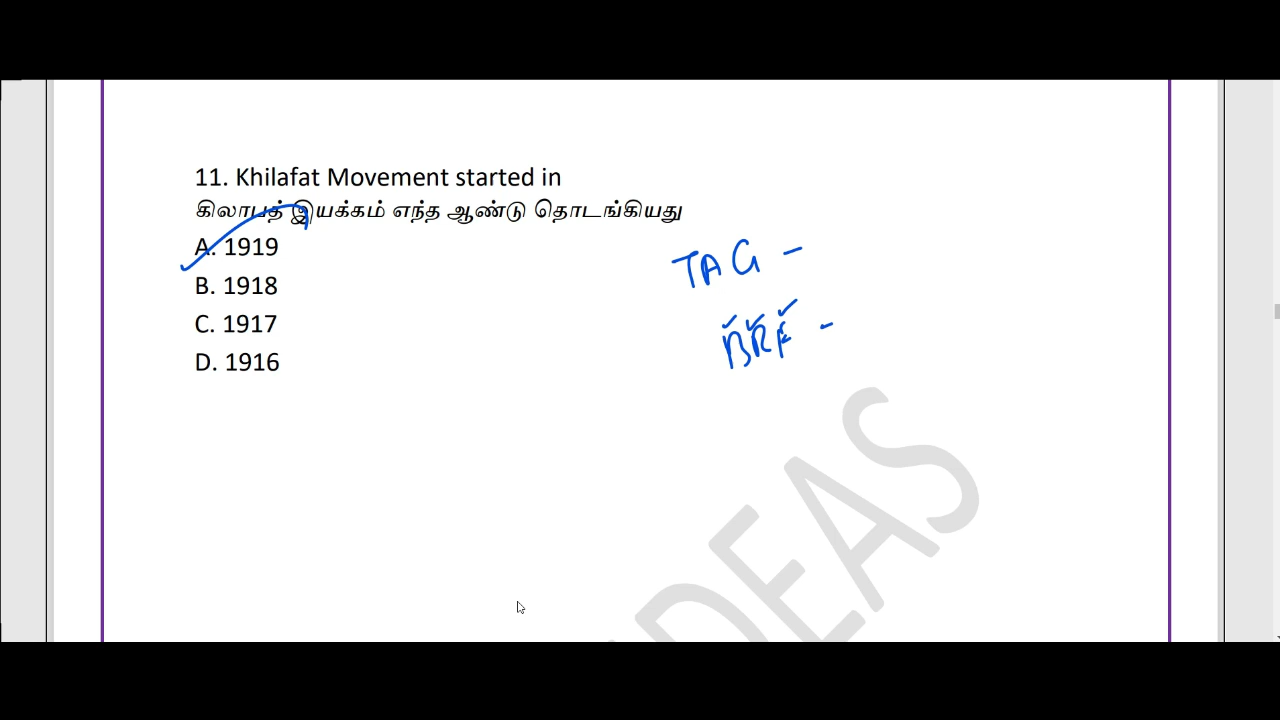 11. Khilafat Movement started in
கிலாபத் இயக்கம் எந்த ஆண்டு தொடங்கியது
A. 1919
B. 1918
C. 1917
D. 1916
TAG -
BRF -
DEAS